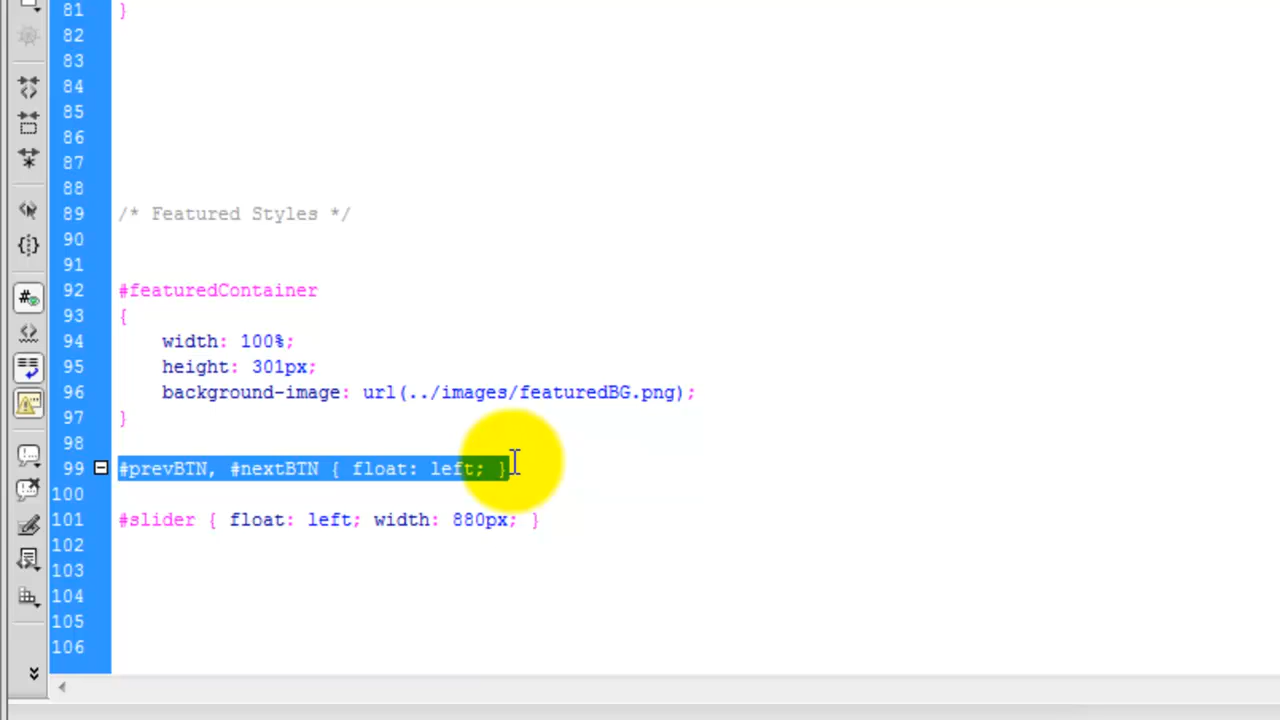 81 }
82
83
84
85
86
87
88
89 /* Featured Styles */
90
91
92 #featuredContainer
93 {
94 width: 100%;
95 height: 301px;
96 background-image: url(../images/featuredBG.png);
97 }
98
99 #prevBTN, #nextBTN { float: left; }
100
101 #slider { float: left; width: 880px; }
102
103
104
105
106